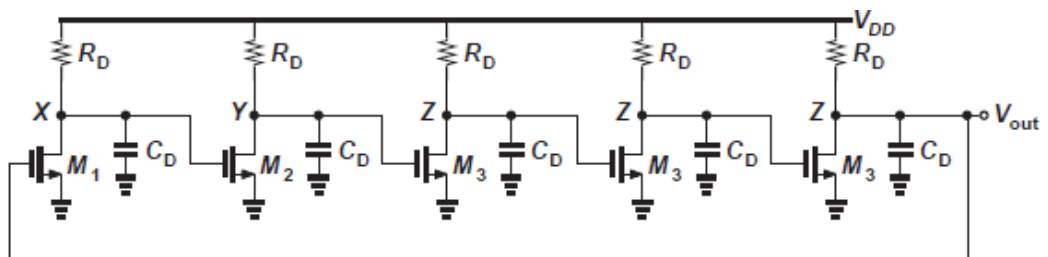 V_DD
R_D R_D R_D R_D R_D
X Y Z Z Z V_out
C_D C_D C_D C_D C_D
M_1 M_2 M_3 M_3 M_3